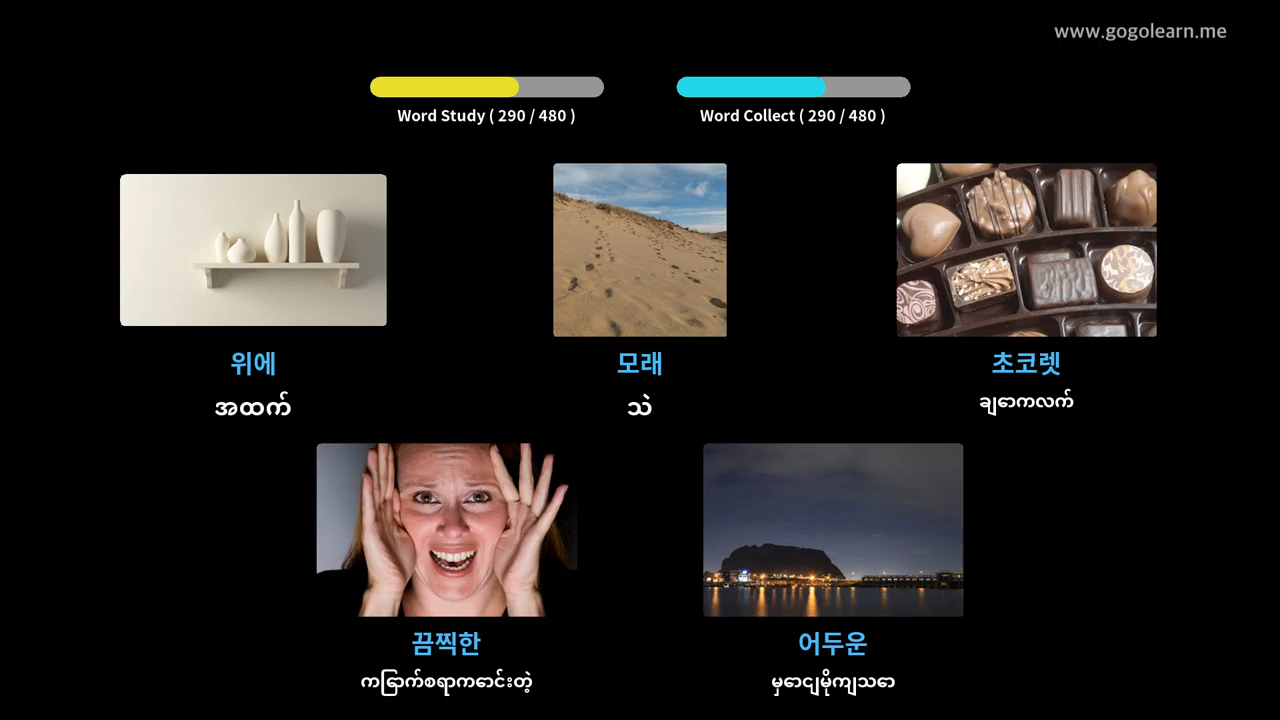 www.gogolearn.me
Word Study ( 290 / 480 )
Word Collect ( 290 / 480 )
위에
အထက်
모래
သဲ
초코렛
ချောကလက်
끔찍한
ကြောက်စရာကောင်းတဲ့
어두운
မှောင်မိုက်သော